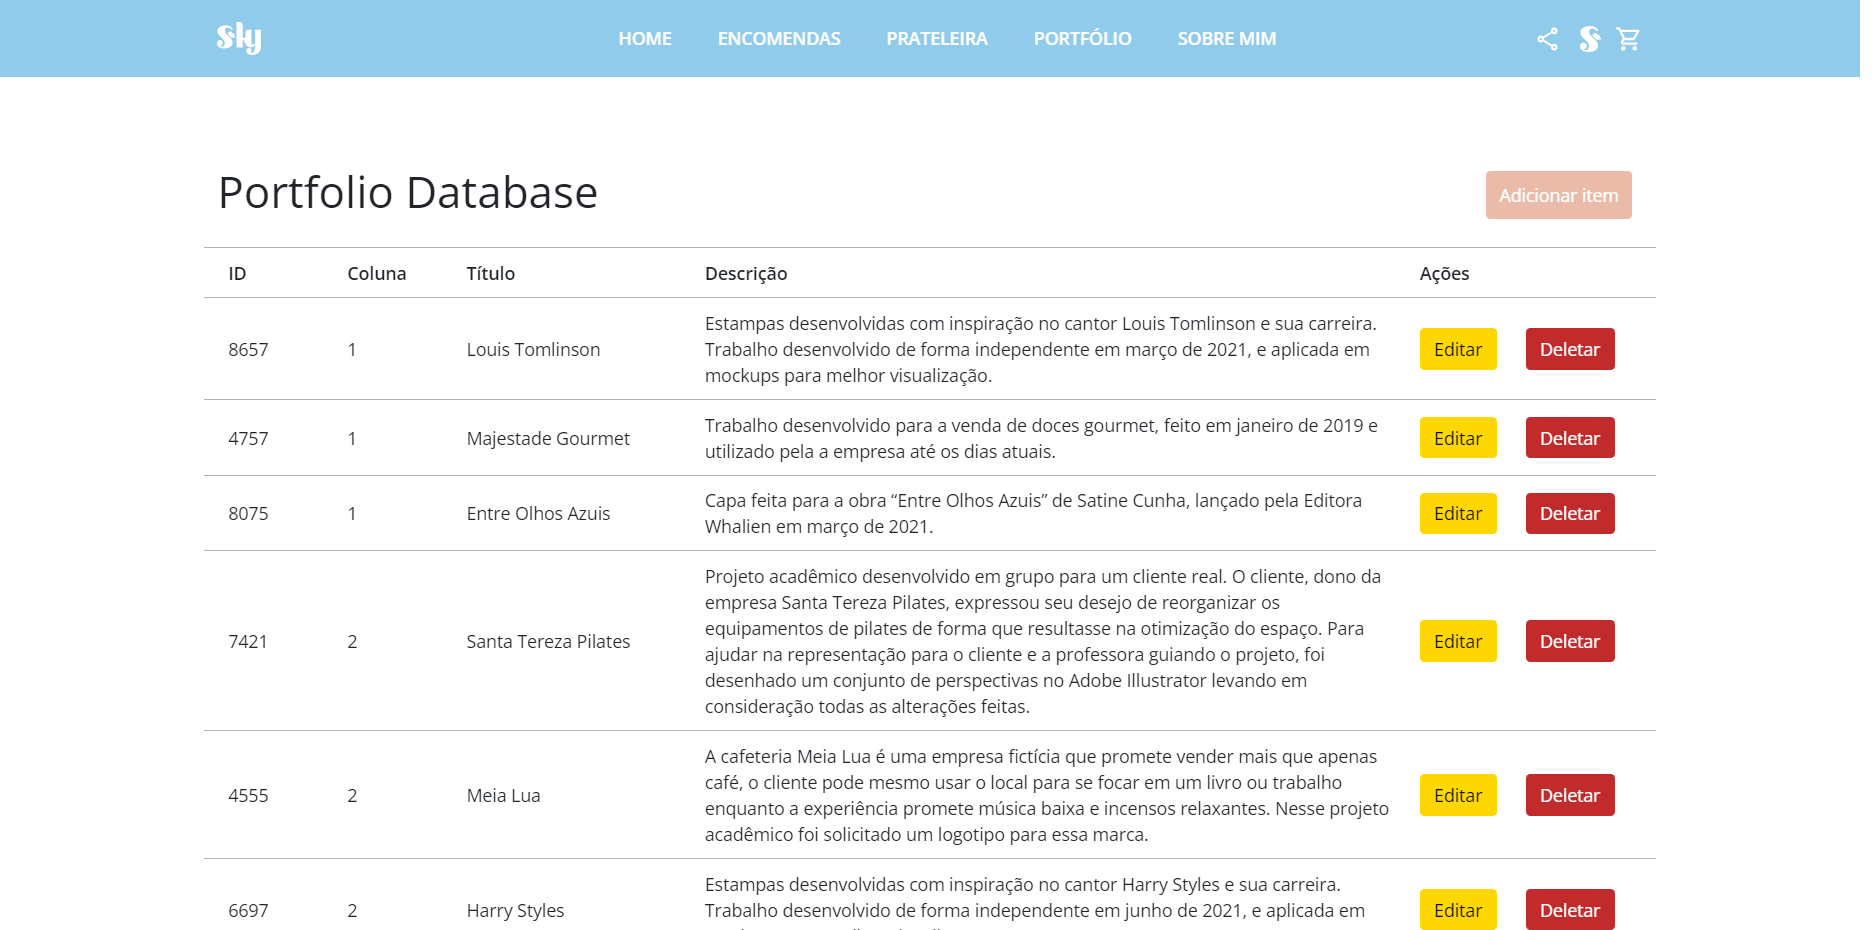 sly
HOME ENCOMENDAS PRATELEIRA PORTFÓLIO SOBRE MIM
S
Portfolio Database
Adicionar item
ID Coluna Título Descrição Ações
8657 1 Louis Tomlinson
Estampas desenvolvidas com inspiração no cantor Louis Tomlinson e sua carreira.
Trabalho desenvolvido de forma independente em março de 2021, e aplicada em
mockups para melhor visualização.
Editar Deletar
4757 1 Majestade Gourmet
Trabalho desenvolvido para a venda de doces gourmet, feito em janeiro de 2019 e
utilizado pela a empresa até os dias atuais.
Editar Deletar
8075 1 Entre Olhos Azuis
Capa feita para a obra “Entre Olhos Azuis” de Satine Cunha, lançado pela Editora
Whalien em março de 2021.
Editar Deletar
7421 2 Santa Tereza Pilates
Projeto acadêmico desenvolvido em grupo para um cliente real. O cliente, dono da
empresa Santa Tereza Pilates, expressou seu desejo de reorganizar os
equipamentos de pilates de forma que resultasse na otimização do espaço. Para
ajudar na representação para o cliente e a professora guiando o projeto, foi
desenhado um conjunto de perspectivas no Adobe Illustrator levando em
consideração todas as alterações feitas.
Editar Deletar
4555 2 Meia Lua
A cafeteria Meia Lua é uma empresa fictícia que promete vender mais que apenas
café, o cliente pode mesmo usar o local para se focar em um livro ou trabalho
enquanto a experiência promete música baixa e incensos relaxantes. Nesse projeto
acadêmico foi solicitado um logotipo para essa marca.
Editar Deletar
6697 2 Harry Styles
Estampas desenvolvidas com inspiração no cantor Harry Styles e sua carreira.
Trabalho desenvolvido de forma independente em junho de 2021, e aplicada em
Editar Deletar